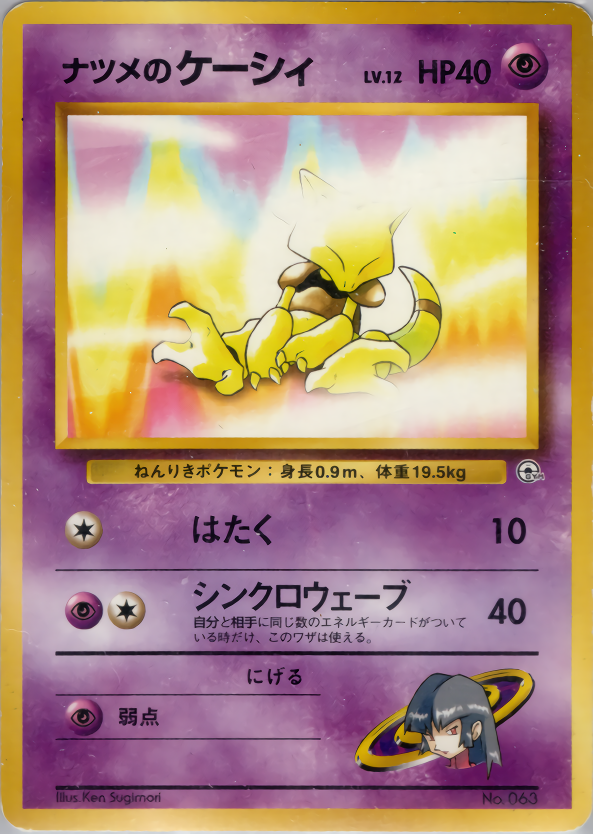 ナツメのケーシィ LV.12 HP40
ねんりきポケモン：身長0.9m、体重19.5kg
GYM
はたく 10
シンクロウェーブ 40
自分と相手に同じ数のエネルギーカードがついて
いる時だけ、このワザは使える。
にげる
弱点
Illus. Ken Sugimori No. 063